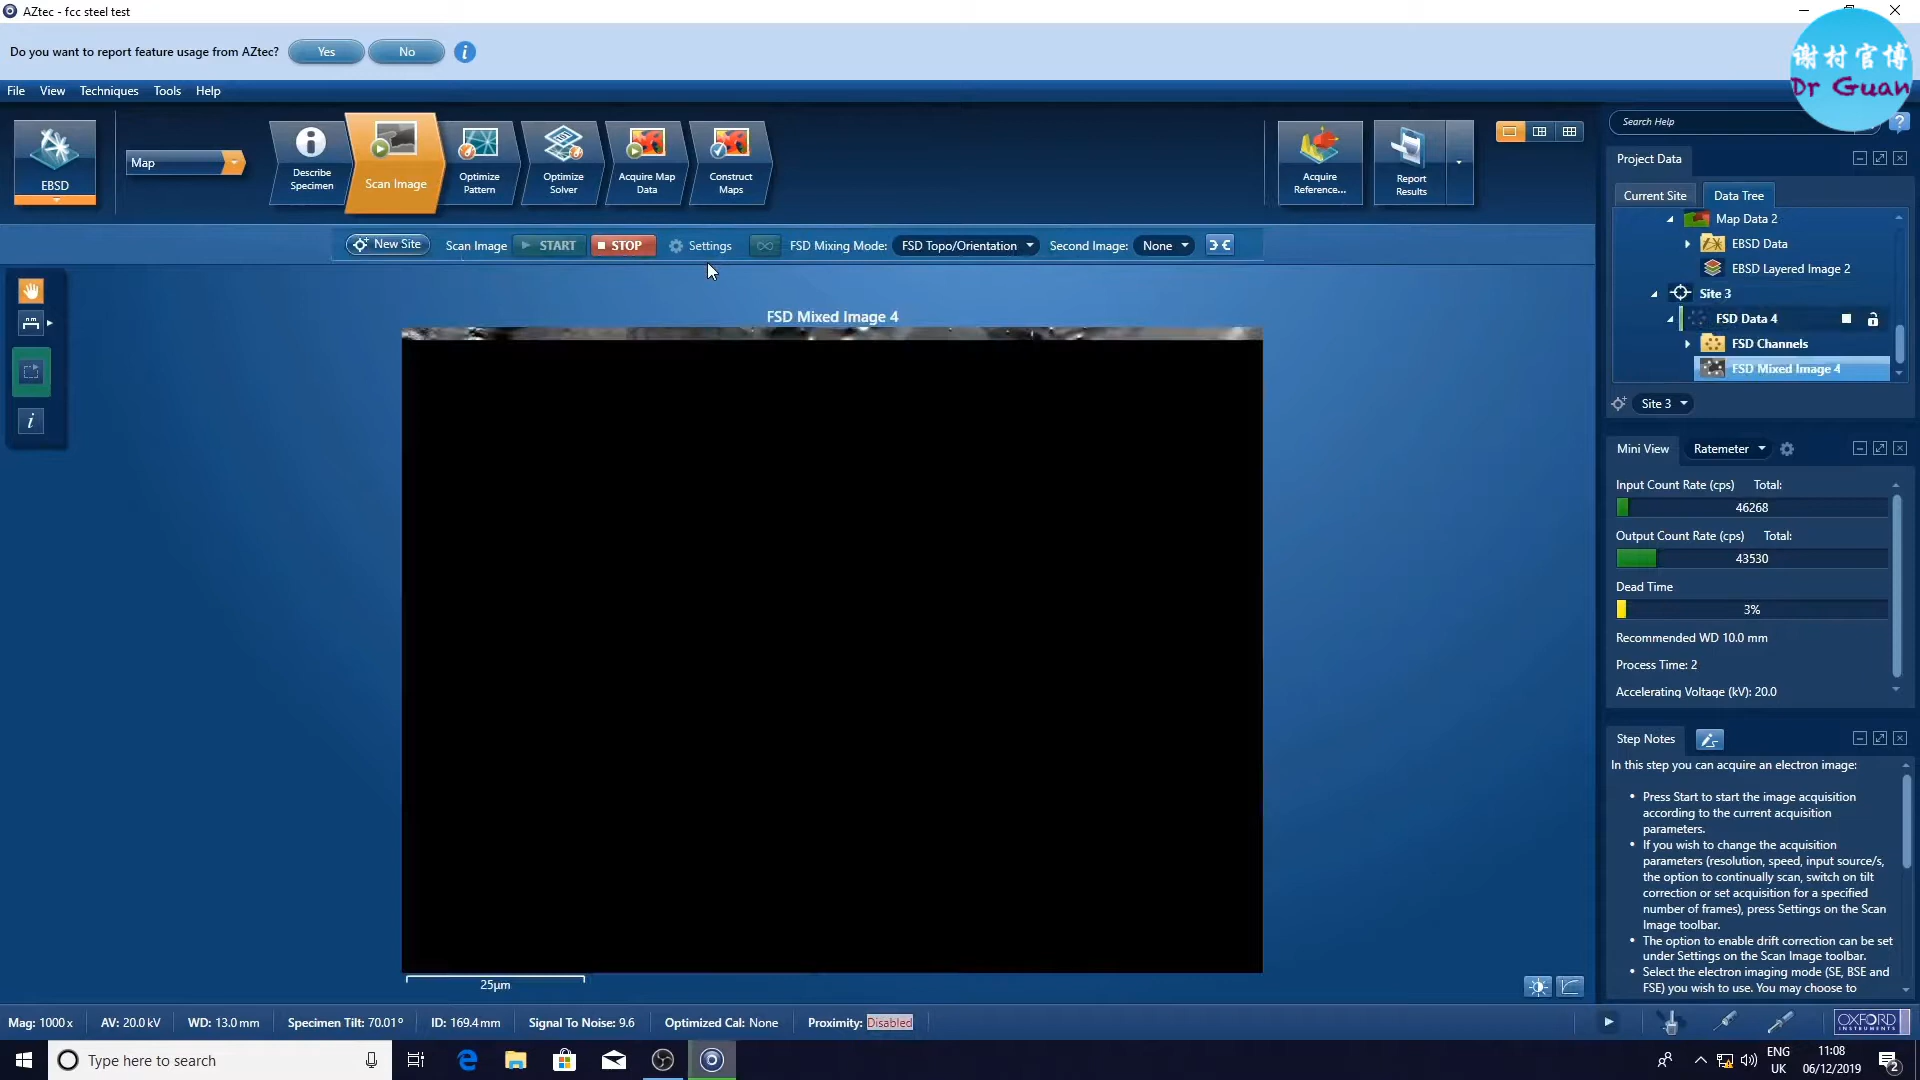 AZtec - fcc steel test
Do you want to report feature usage from AZtec? Yes No i
谢村官博
Dr Guan
File View Techniques Tools Help
EBSD
Map
Describe Specimen
Scan Image
Optimize Pattern
Optimize Solver
Acquire Map Data
Construct Maps
Acquire Reference...
Report Results
Search Help ?
Project Data
Current Site Data Tree
Map Data 2
EBSD Data
EBSD Layered Image 2
Site 3
FSD Data 4
FSD Channels
FSD Mixed Image 4
Site 3
New Site Scan Image START STOP Settings FSD Mixing Mode: FSD Topo/Orientation Second Image: None
i
FSD Mixed Image 4
25µm
Mini View Ratemeter
Input Count Rate (cps) Total:
46268
Output Count Rate (cps) Total:
43530
Dead Time
3%
Recommended WD 10.0 mm
Process Time: 2
Accelerating Voltage (kV): 20.0
Step Notes
In this step you can acquire an electron image:
• Press Start to start the image acquisition
according to the current acquisition
parameters.
• If you wish to change the acquisition
parameters (resolution, speed, input source/s,
the option to continually scan, switch on tilt
correction or set acquisition for a specified
number of frames), press Settings on the Scan
Image toolbar.
• The option to enable drift correction can be set
under Settings on the Scan Image toolbar.
• Select the electron imaging mode (SE, BSE and
FSE) you wish to use. You may choose to
Mag: 1000 x AV: 20.0 kV WD: 13.0 mm Specimen Tilt: 70.01° ID: 169.4 mm Signal To Noise: 9.6 Optimized Cal: None Proximity: Disabled
OXFORD
INSTRUMENTS
Type here to search
ENG
UK
11:08
06/12/2019
2